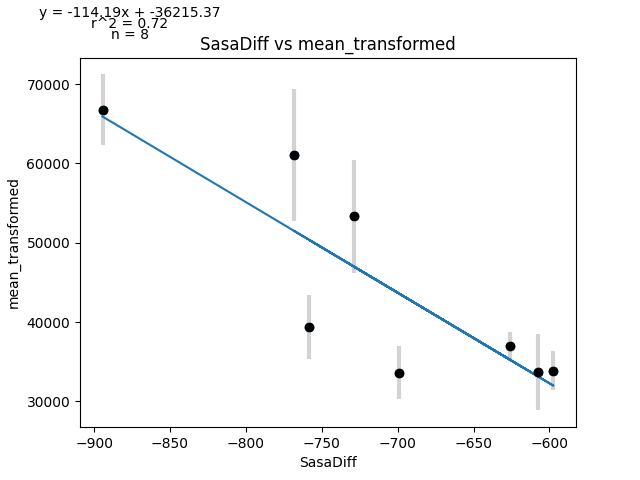 y = -114.19x + -36215.37
r^2 = 0.72
n = 8
SasaDiff vs mean_transformed
70000
60000
50000
40000
30000
mean_transformed
−900 −850 −800 −750 −700 −650 −600
SasaDiff